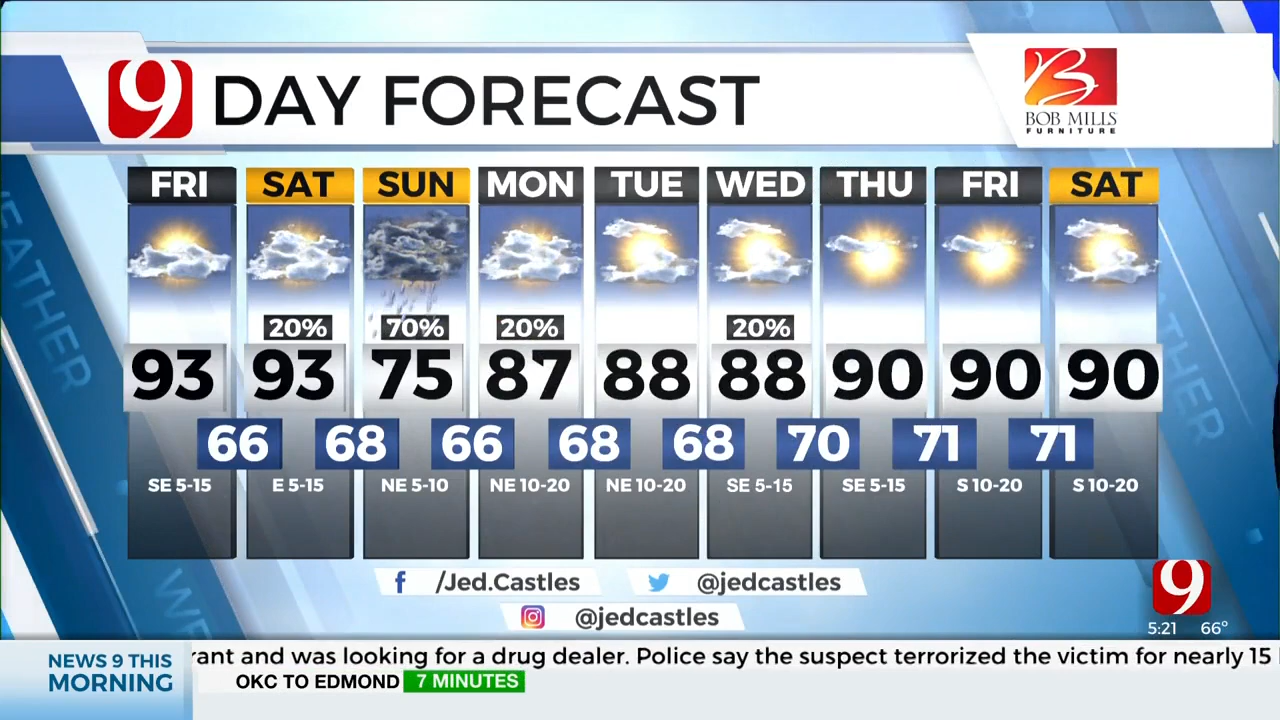 9 DAY FORECAST
BOB MILLS
FURNITURE
FRI SAT SUN MON TUE WED THU FRI SAT
20% 70% 20% 20%
93 93 75 87 88 88 90 90 90
66 68 66 68 68 70 71 71
SE 5-15 E 5-15 NE 5-10 NE 10-20 NE 10-20 SE 5-15 SE 5-15 S 10-20 S 10-20
/Jed.Castles @jedcastles
@jedcastles
9
5:21 66°
NEWS 9 THIS
MORNING
rant and was looking for a drug dealer. Police say the suspect terrorized the victim for nearly 15
OKC TO EDMOND 7 MINUTES